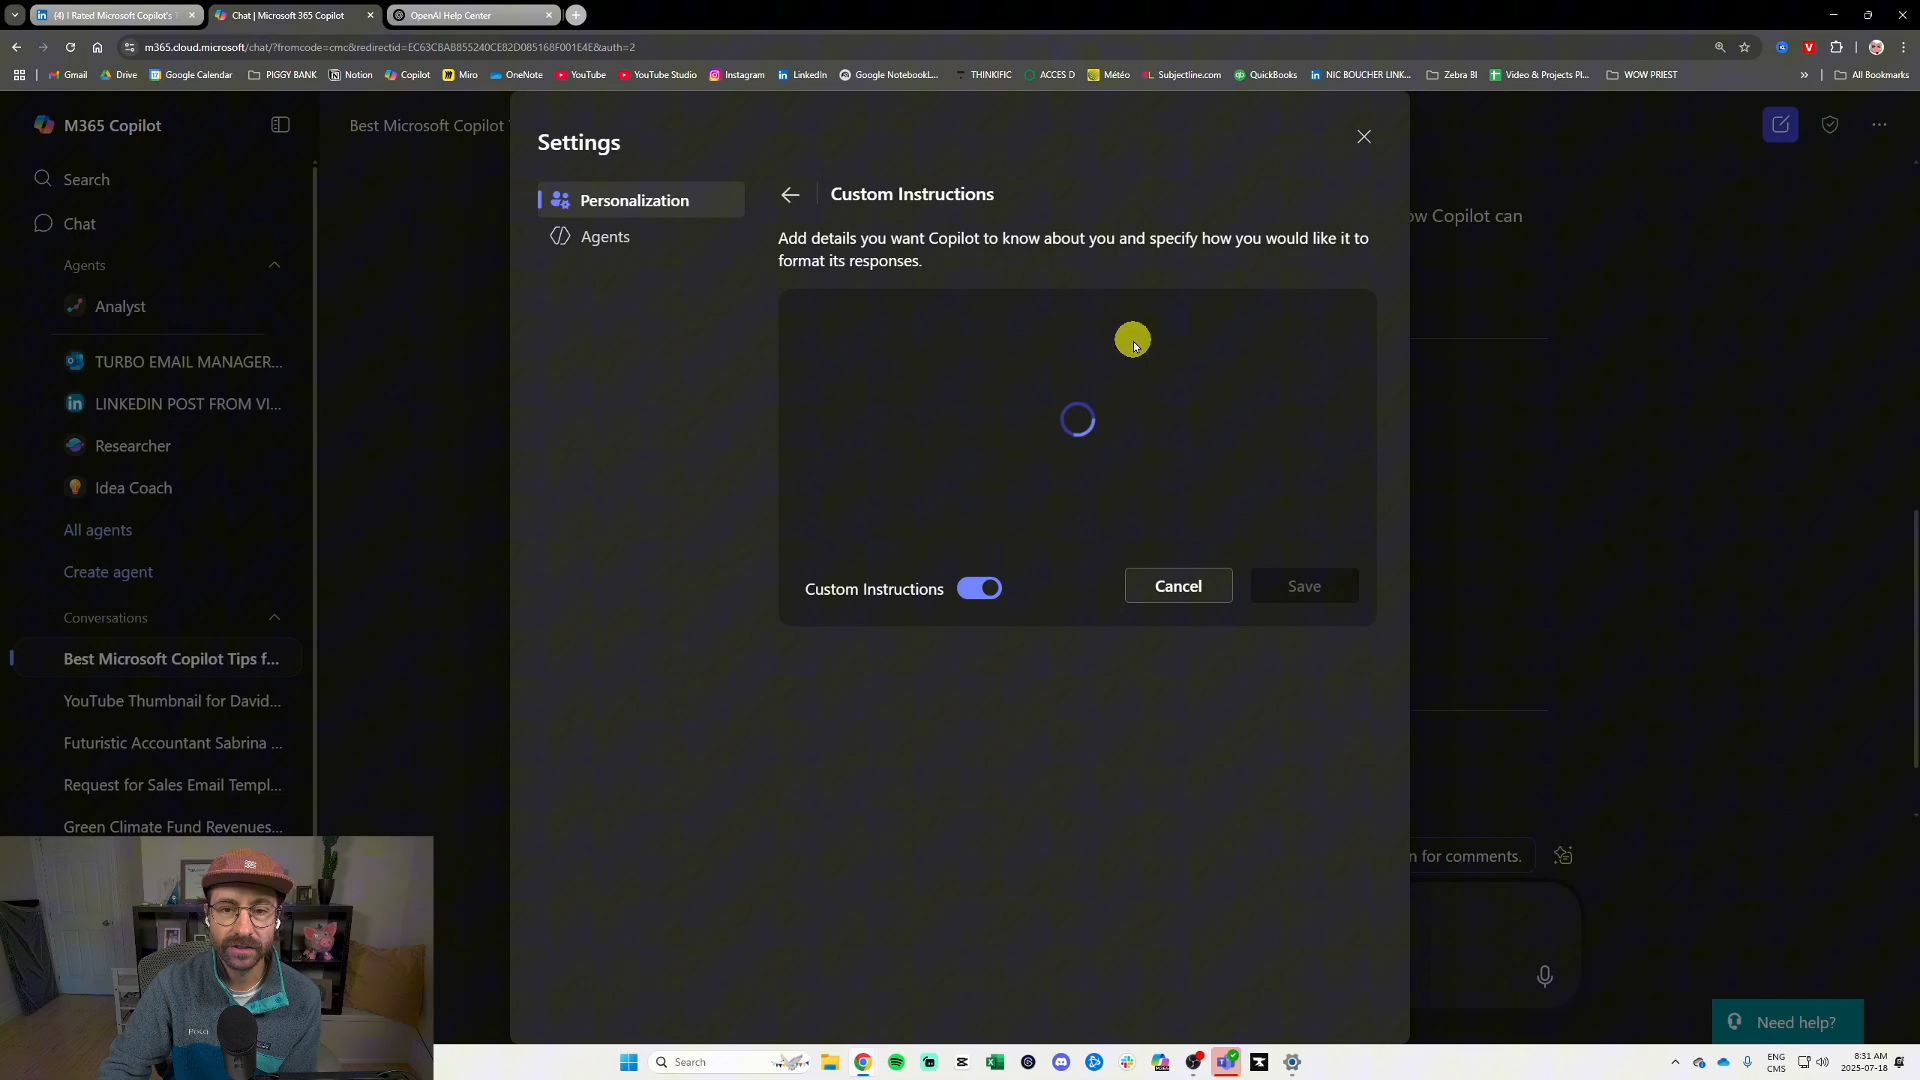 (4) I Rated Microsoft Copilot's
Chat | Microsoft 365 Copilot
OpenAI Help Center
m365.cloud.microsoft/chat/?fromcode=cmc&redirectid=EC63CBAB855240CE82D085168F001E4E&auth=2
Gmail
Drive
Google Calendar
PIGGY BANK
Notion
Copilot
Miro
OneNote
YouTube
YouTube Studio
Instagram
LinkedIn
Google NotebookL...
THINKIFIC
ACCES D
Météo
Subjectline.com
QuickBooks
NIC BOUCHER LINK...
Zebra BI
Video & Projects Pl...
WOW PRIEST
All Bookmarks
M365 Copilot
Search
Chat
Agents
Analyst
TURBO EMAIL MANAGER...
LINKEDIN POST FROM VI...
Researcher
Idea Coach
All agents
Create agent
Conversations
Best Microsoft Copilot Tips f...
YouTube Thumbnail for David...
Futuristic Accountant Sabrina ...
Request for Sales Email Templ...
Green Climate Fund Revenues...
Best Microsoft Copilot
Settings
Personalization
Agents
Custom Instructions
Add details you want Copilot to know about you and specify how you would like it to
format its responses.
Custom Instructions
Cancel
Save
ow Copilot can
n for comments.
Need help?
Search
ENG
CMS
8:31 AM
2025-07-18